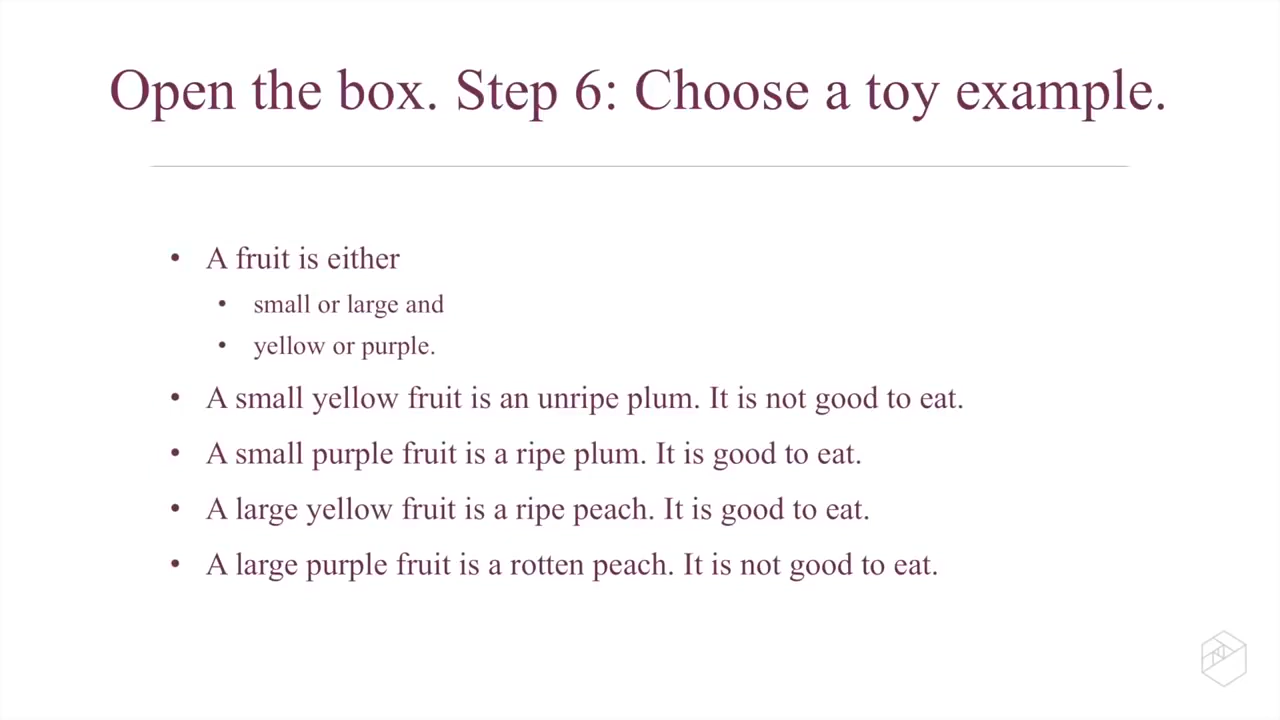 Open the box. Step 6: Choose a toy example.
• A fruit is either
• small or large and
• yellow or purple.
• A small yellow fruit is an unripe plum. It is not good to eat.
• A small purple fruit is a ripe plum. It is good to eat.
• A large yellow fruit is a ripe peach. It is good to eat.
• A large purple fruit is a rotten peach. It is not good to eat.